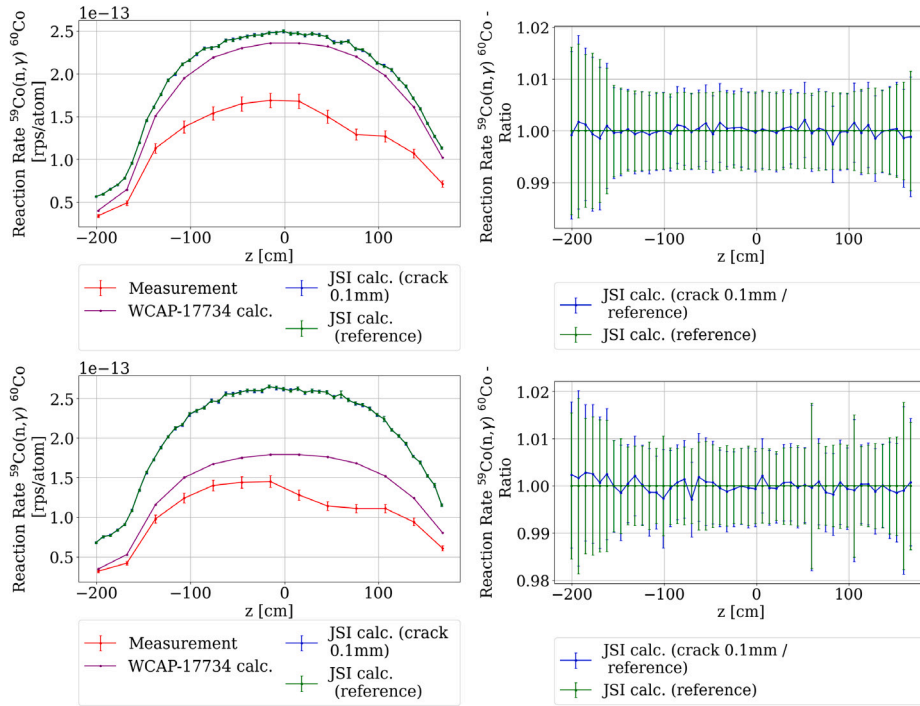 1e−13
2.5
2.0
1.5
1.0
0.5
Reaction Rate ⁵⁹Co(n,γ) ⁶⁰Co
[rps/atom]
−200 −100 0 100
z [cm]
Measurement
WCAP-17734 calc.
JSI calc. (crack
0.1mm)
JSI calc.
(reference)
1.02
1.01
1.00
0.99
Reaction Rate ⁵⁹Co(n,γ) ⁶⁰Co -
Ratio
−200 −100 0 100
z [cm]
JSI calc. (crack 0.1mm /
reference)
JSI calc. (reference)
1e−13
2.5
2.0
1.5
1.0
0.5
Reaction Rate ⁵⁹Co(n,γ) ⁶⁰Co
[rps/atom]
−200 −100 0 100
z [cm]
Measurement
WCAP-17734 calc.
JSI calc. (crack
0.1mm)
JSI calc.
(reference)
1.02
1.01
1.00
0.99
0.98
Reaction Rate ⁵⁹Co(n,γ) ⁶⁰Co -
Ratio
−200 −100 0 100
z [cm]
JSI calc. (crack 0.1mm /
reference)
JSI calc. (reference)